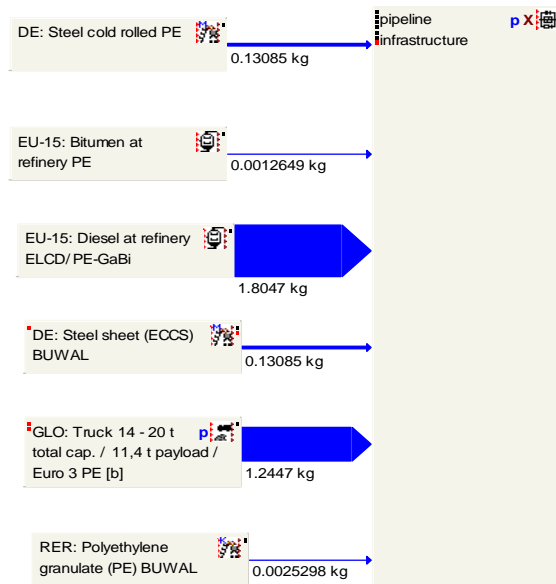 DE: Steel cold rolled PE
0.13085 kg
pipeline
infrastructure
p X
EU-15: Bitumen at
refinery PE
0.0012649 kg
EU-15: Diesel at refinery
ELCD/PE-GaBi
1.8047 kg
DE: Steel sheet (ECCS)
BUWAL
0.13085 kg
GLO: Truck 14 - 20 t
total cap. / 11,4 t payload /
Euro 3 PE [b]
p
1.2447 kg
RER: Polyethylene
granulate (PE) BUWAL
0.0025298 kg